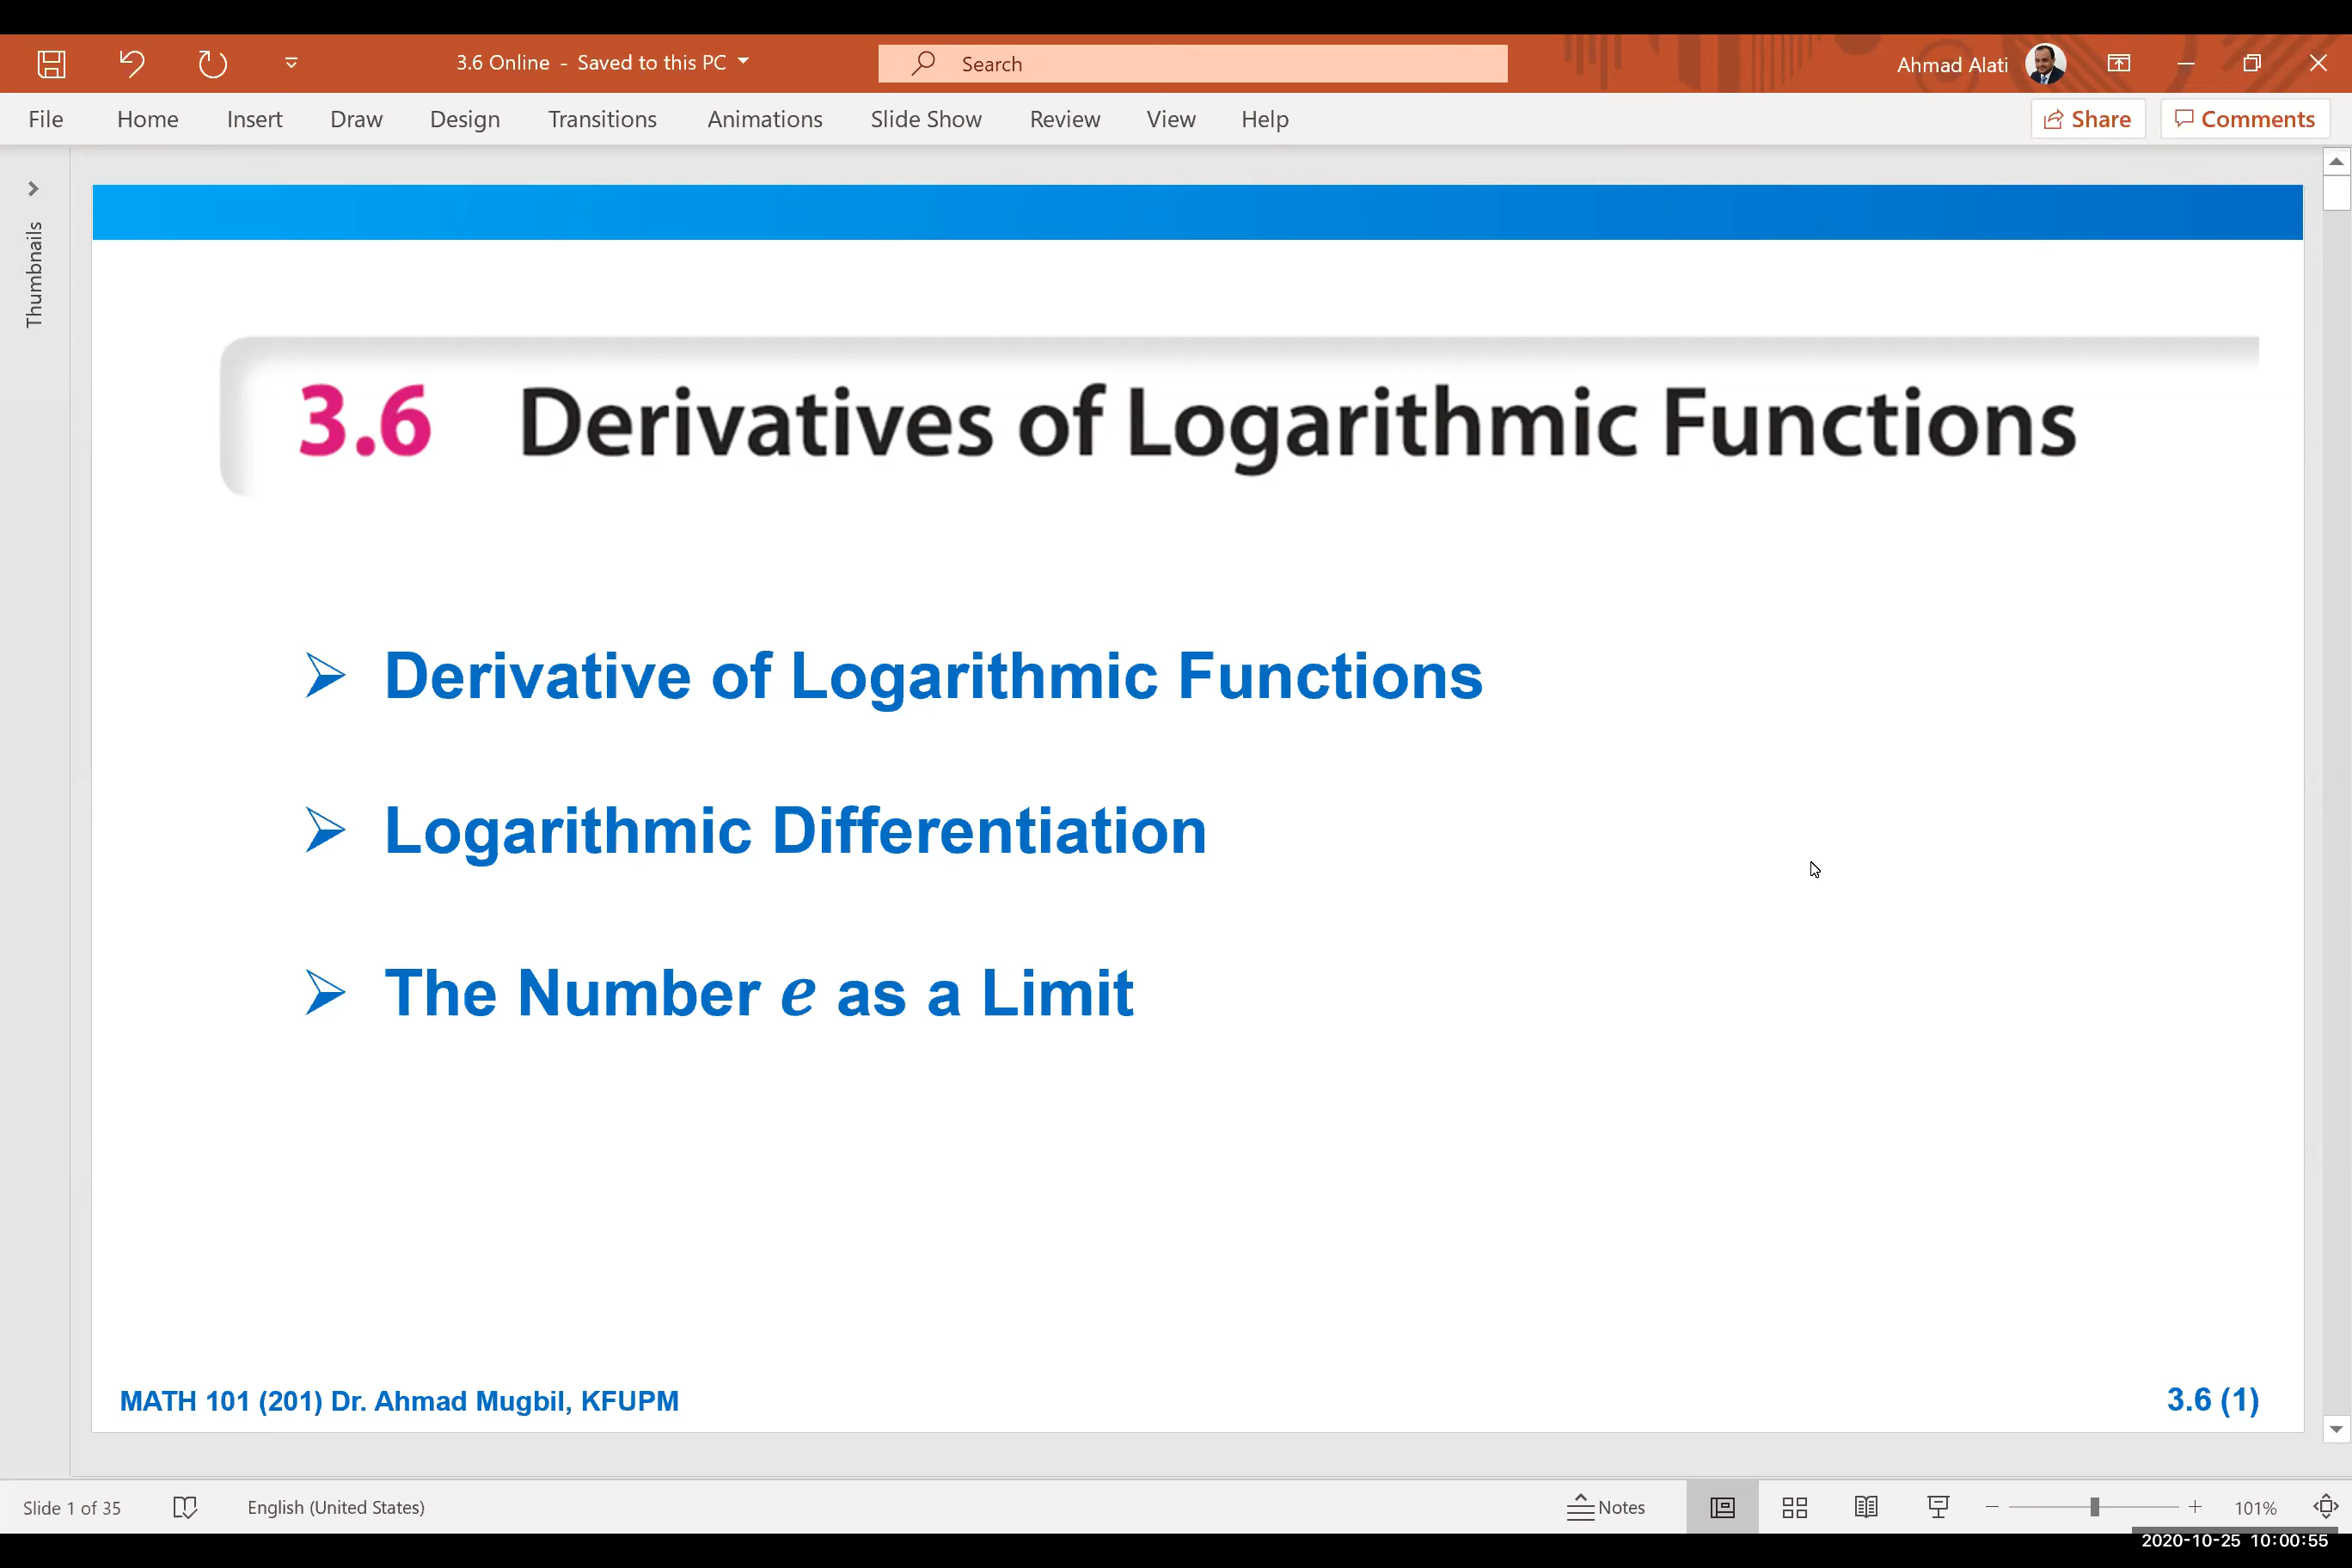 3.6 Online - Saved to this PC
Search
Ahmad Alati
File Home Insert Draw Design Transitions Animations Slide Show Review View Help
Share Comments
Thumbnails
3.6 Derivatives of Logarithmic Functions
Derivative of Logarithmic Functions
Logarithmic Differentiation
The Number e as a Limit
MATH 101 (201) Dr. Ahmad Mugbil, KFUPM
3.6 (1)
Slide 1 of 35
English (United States)
Notes
101%
2020-10-25 10:00:55